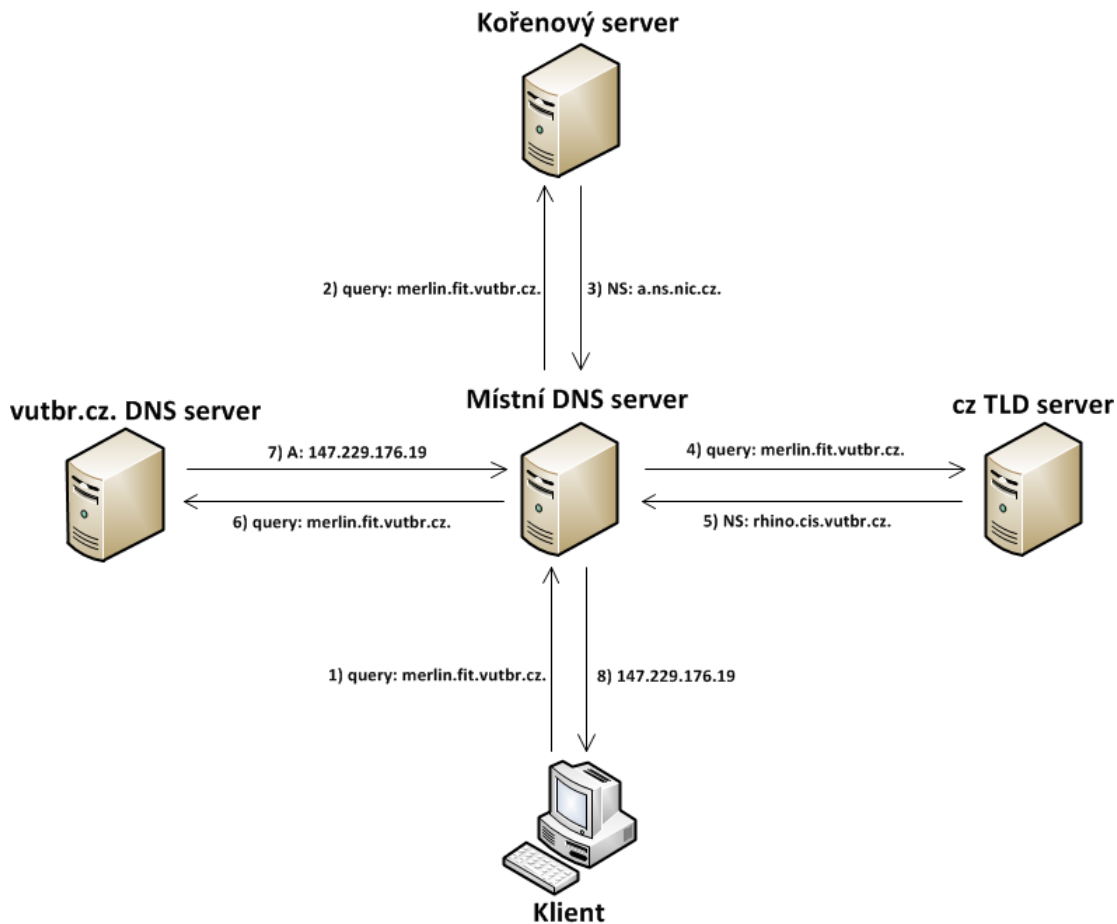 Kořenový server
2) query: merlin.fit.vutbr.cz.
3) NS: a.ns.nic.cz.
vutbr.cz. DNS server
Místní DNS server
cz TLD server
7) A: 147.229.176.19
4) query: merlin.fit.vutbr.cz.
6) query: merlin.fit.vutbr.cz.
5) NS: rhino.cis.vutbr.cz.
1) query: merlin.fit.vutbr.cz.
8) 147.229.176.19
Klient